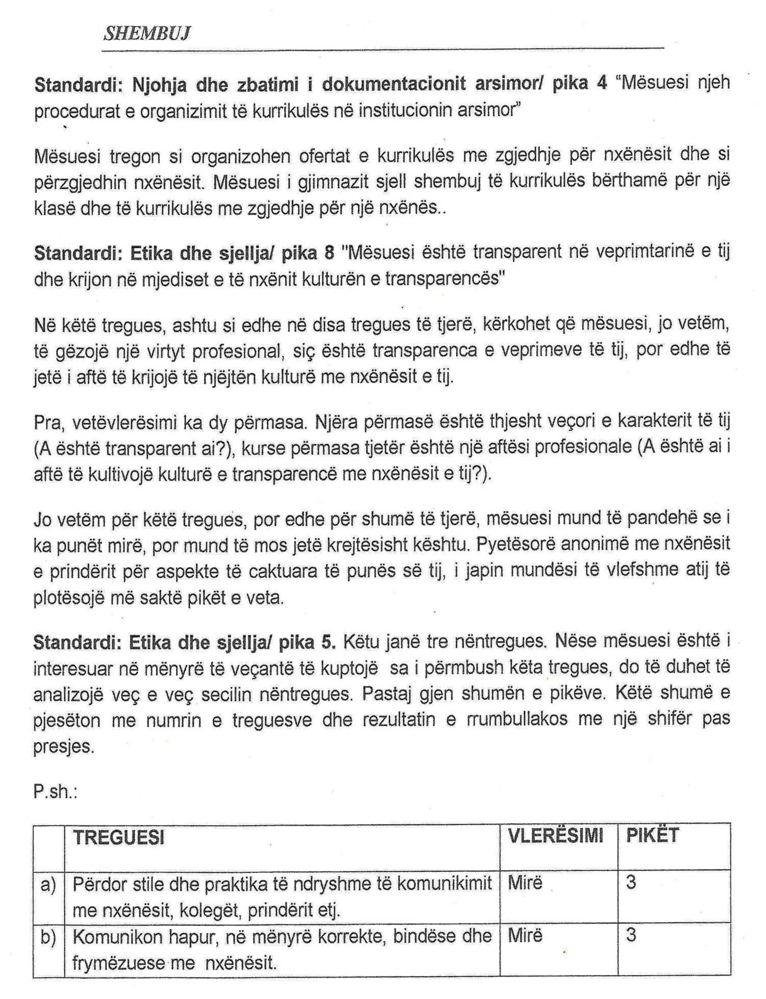 SHEMBUJ
Standardi: Njohja dhe zbatimi i dokumentacionit arsimor/ pika 4 “Mësuesi njeh
procedurat e organizimit të kurrikulës në institucionin arsimor”
Mësuesi tregon si organizohen ofertat e kurrikulës me zgjedhje për nxënësit dhe si
përzgjedhin nxënësit. Mësuesi i gjimnazit sjell shembuj të kurrikulës bërthamë për një
klasë dhe të kurrikulës me zgjedhje për një nxënës..
Standardi: Etika dhe sjellja/ pika 8 "Mësuesi është transparent në veprimtarinë e tij
dhe krijon në mjediset e të nxënit kulturën e transparencës"
Në këtë tregues, ashtu si edhe në disa tregues të tjerë, kërkohet që mësuesi, jo vetëm,
të gëzojë një virtyt profesional, siç është transparenca e veprimeve të tij, por edhe të
jetë i aftë të krijojë të njëjtën kulturë me nxënësit e tij.
Pra, vetëvlerësimi ka dy përmasa. Njëra përmasë është thjesht veçori e karakterit të tij
(A është transparent ai?), kurse përmasa tjetër është një aftësi profesionale (A është ai i
aftë të kultivojë kulturë e transparencë me nxënësit e tij?).
Jo vetëm për këtë tregues, por edhe për shumë të tjerë, mësuesi mund të pandehë se i
ka punët mirë, por mund të mos jetë krejtësisht kështu. Pyetësorë anonimë me nxënësit
e prindërit për aspekte të caktuara të punës së tij, i japin mundësi të vlefshme atij të
plotësojë më saktë pikët e veta.
Standardi: Etika dhe sjellja/ pika 5. Këtu janë tre nëntregues. Nëse mësuesi është i
interesuar në mënyrë të veçantë të kuptojë sa i përmbush këta tregues, do të duhet të
analizojë veç e veç secilin nëntregues. Pastaj gjen shumën e pikëve. Këtë shumë e
pjesëton me numrin e treguesve dhe rezultatin e rrumbullakos me një shifër pas
presjes.
P.sh.:
TREGUESI VLERËSIMI PIKËT
a) Përdor stile dhe praktika të ndryshme të komunikimit Mirë 3
me nxënësit, kolegët, prindërit etj.
b) Komunikon hapur, në mënyrë korrekte, bindëse dhe Mirë 3
frymëzuese me nxënësit.